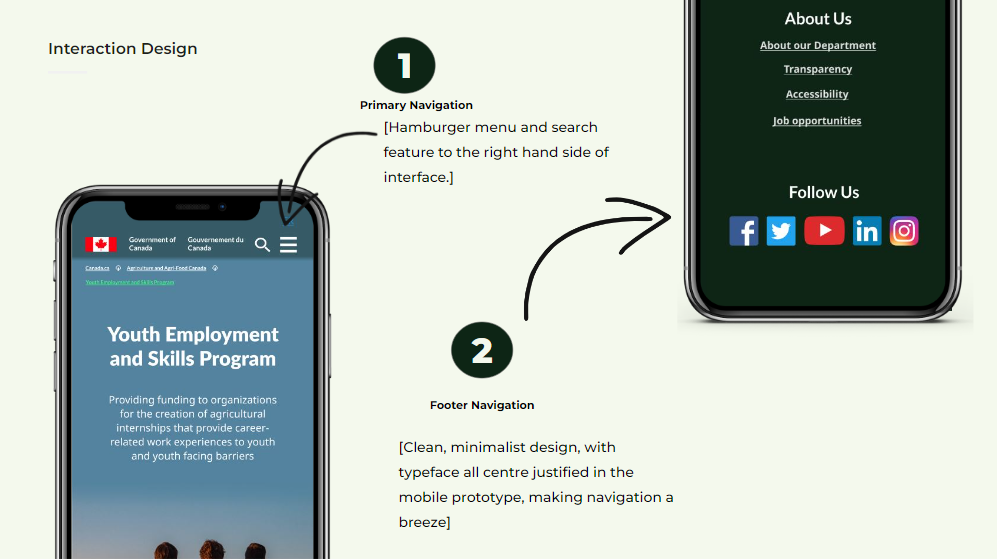 Interaction Design
1
Primary Navigation
[Hamburger menu and search
feature to the right hand side of
interface.]
Government of
Canada
Gouvernement du
Canada
Canada.ca
Agriculture and Agri-Food Canada
Youth Employment and Skills Program
Youth Employment
and Skills Program
Providing funding to organizations
for the creation of agricultural
internships that provide career-
related work experiences to youth
and youth facing barriers
2
Footer Navigation
[Clean, minimalist design, with
typeface all centre justified in the
mobile prototype, making navigation a
breeze]
About Us
About our Department
Transparency
Accessibility
Job opportunities
Follow Us
f
in